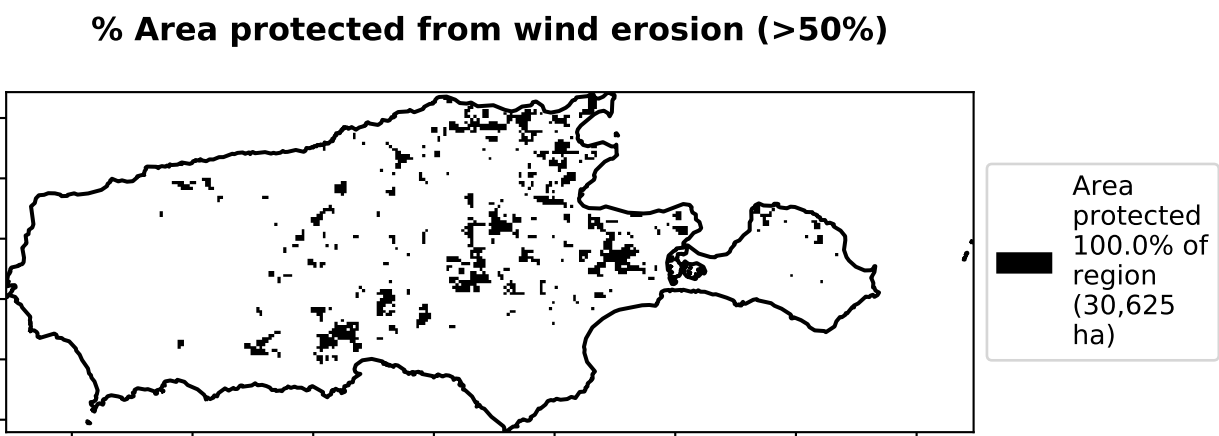 % Area protected from wind erosion (>50%)
Area
protected
100.0% of
region
(30,625
ha)